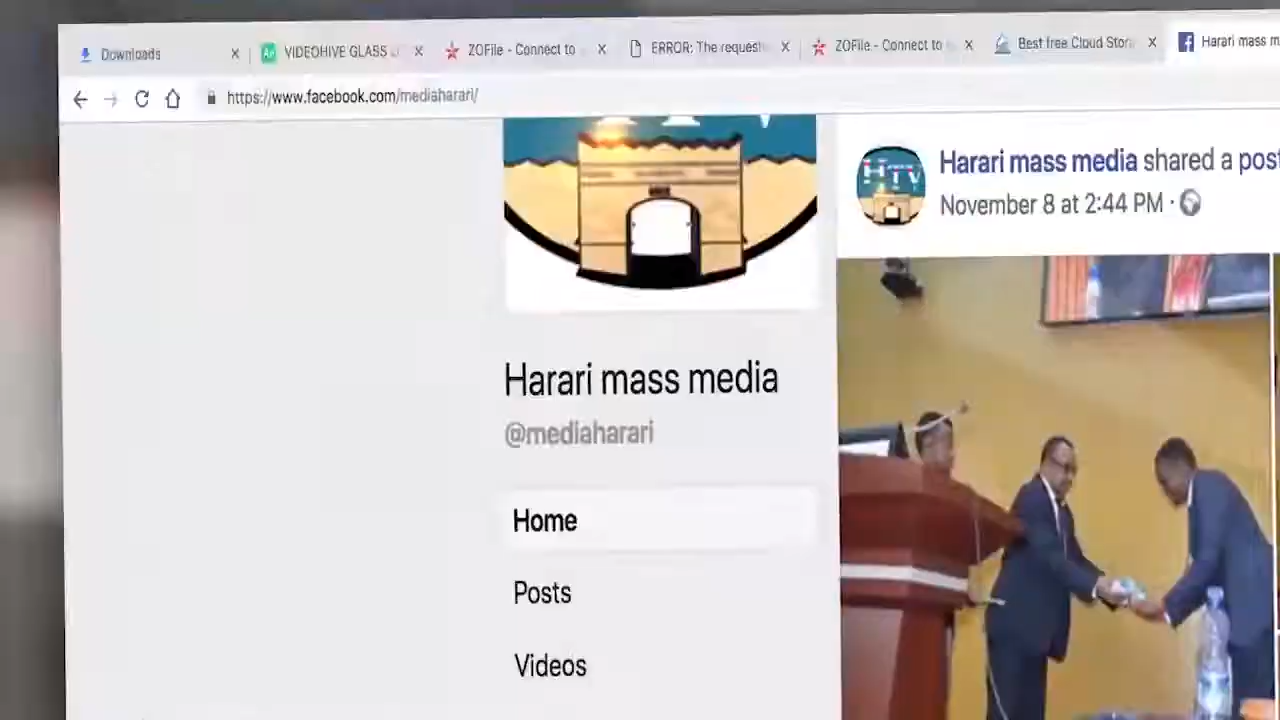 Downloads
VIDEOHIVE GLASS
ZOFile - Connect to
ERROR: The request
ZOFile - Connect to
Best free Cloud Stor
Harari mass m
https://www.facebook.com/mediaharari/
HTV
Harari mass media shared a post
November 8 at 2:44 PM ·
Harari mass media
@mediaharari
Home
Posts
Videos